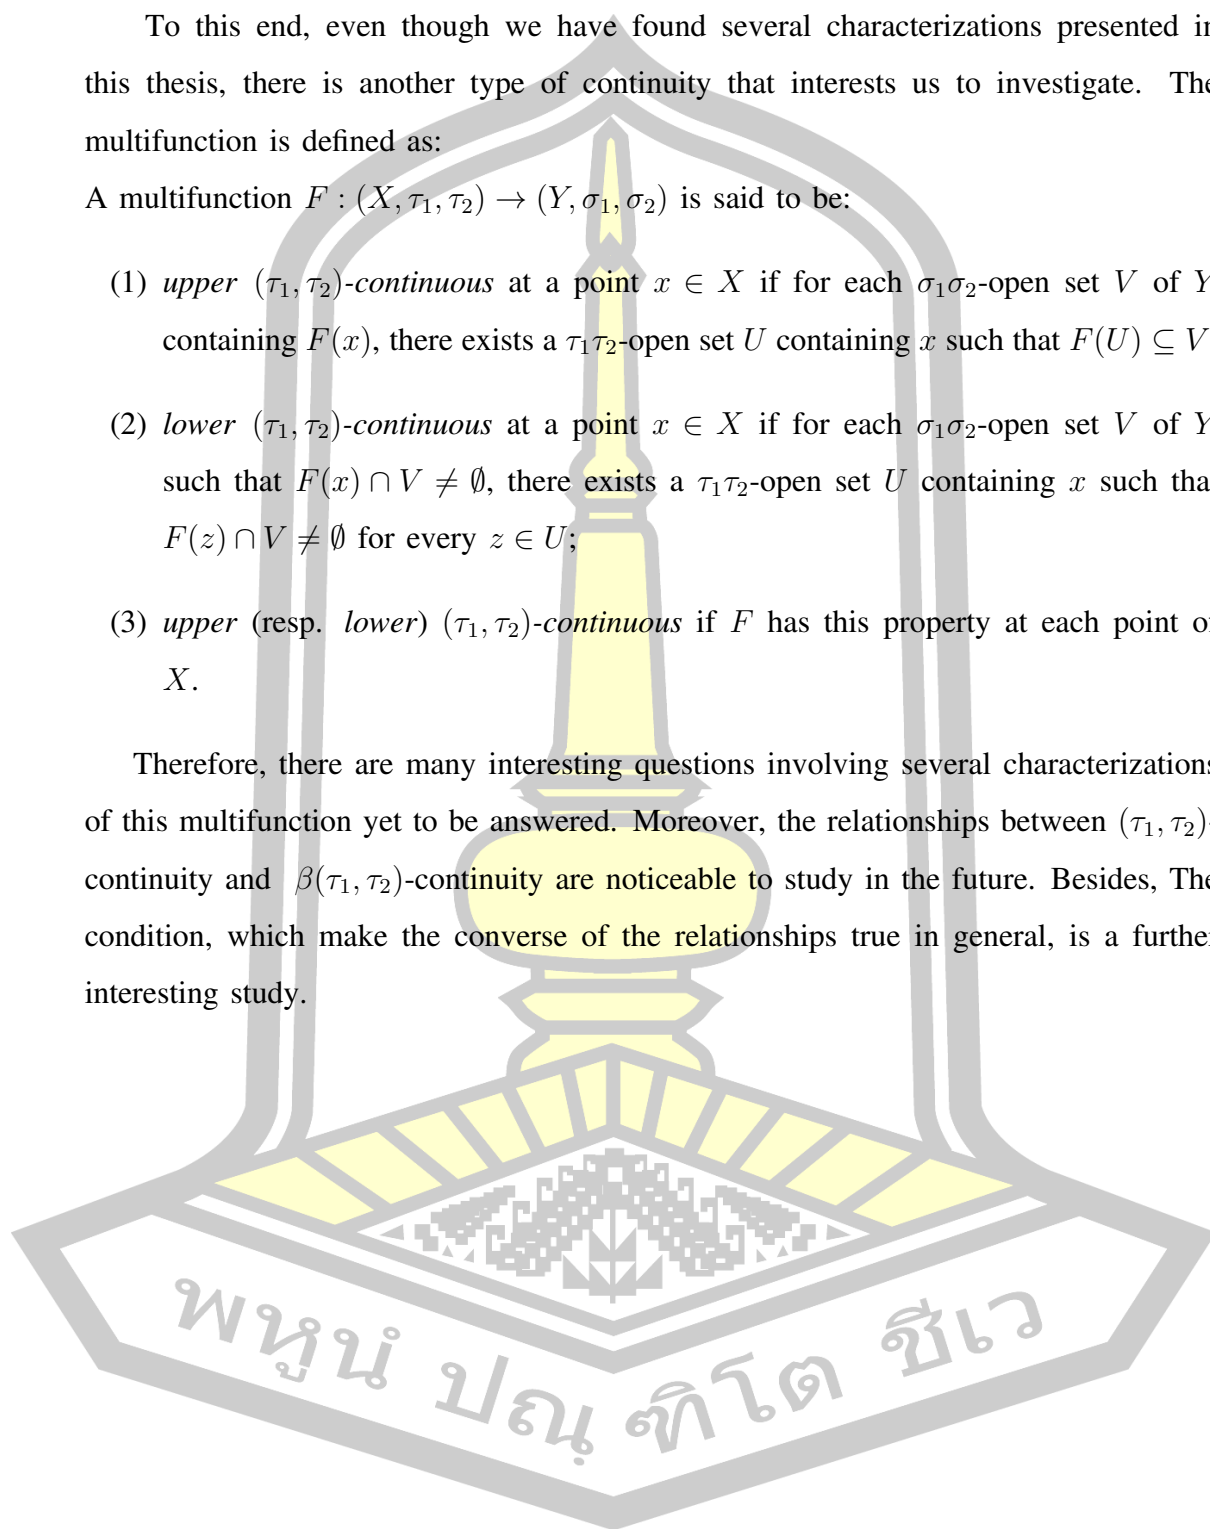 To this end, even though we have found several characterizations presented in
this thesis, there is another type of continuity that interests us to investigate. The
multifunction is defined as:
A multifunction F : (X, τ₁, τ₂) → (Y, σ₁, σ₂) is said to be:
(1) upper (τ₁, τ₂)-continuous at a point x ∈ X if for each σ₁σ₂-open set V of Y
containing F(x), there exists a τ₁τ₂-open set U containing x such that F(U) ⊆ V
(2) lower (τ₁, τ₂)-continuous at a point x ∈ X if for each σ₁σ₂-open set V of Y
such that F(x) ∩ V ≠ ∅, there exists a τ₁τ₂-open set U containing x such tha
F(z) ∩ V ≠ ∅ for every z ∈ U;
(3) upper (resp. lower) (τ₁, τ₂)-continuous if F has this property at each point of
X.
Therefore, there are many interesting questions involving several characterizations
of this multifunction yet to be answered. Moreover, the relationships between (τ₁, τ₂)-
continuity and β(τ₁, τ₂)-continuity are noticeable to study in the future. Besides, The
condition, which make the converse of the relationships true in general, is a further
interesting study.
พหูนํ ปณฺฑิโต ชีเว